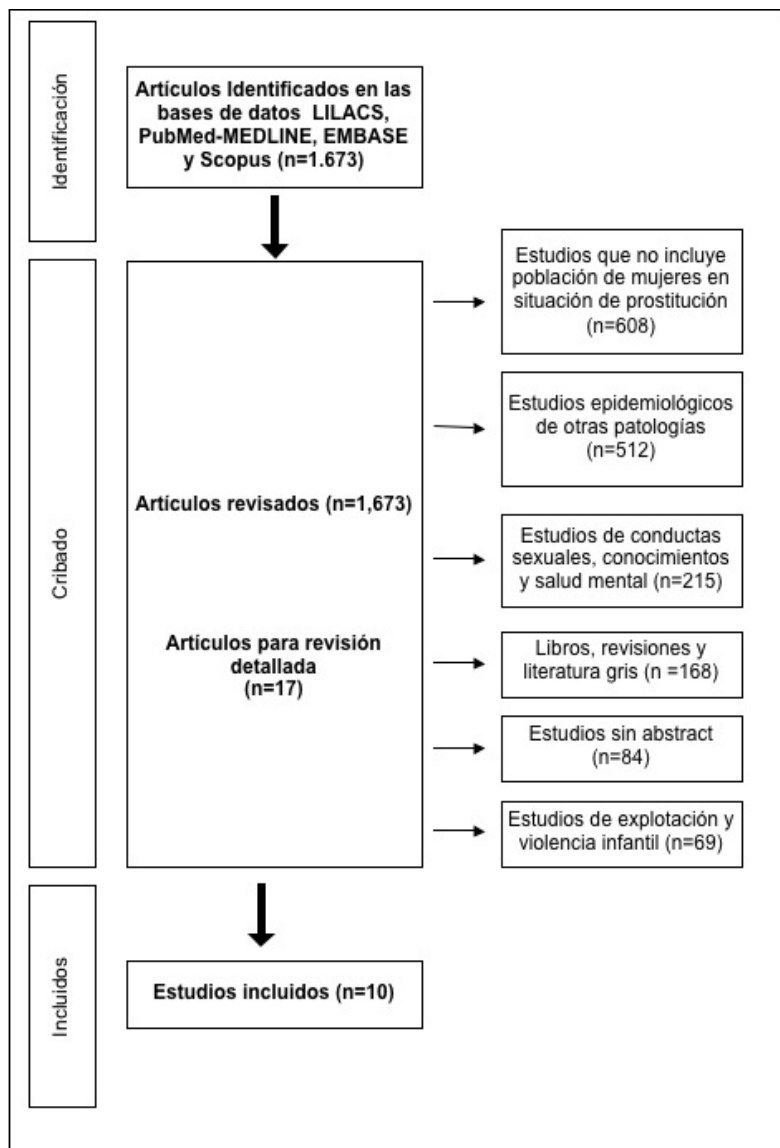 Identificación
Artículos Identificados en las
bases de datos LILACS,
PubMed-MEDLINE, EMBASE
y Scopus (n=1.673)
Cribado
Artículos revisados (n=1,673)
Artículos para revisión
detallada
(n=17)
Estudios que no incluye
población de mujeres en
situación de prostitución
(n=608)
Estudios epidemiológicos
de otras patologías
(n=512)
Estudios de conductas
sexuales, conocimientos
y salud mental (n=215)
Libros, revisiones y
literatura gris (n =168)
Estudios sin abstract
(n=84)
Estudios de explotación y
violencia infantil (n=69)
Incluidos
Estudios incluidos (n=10)